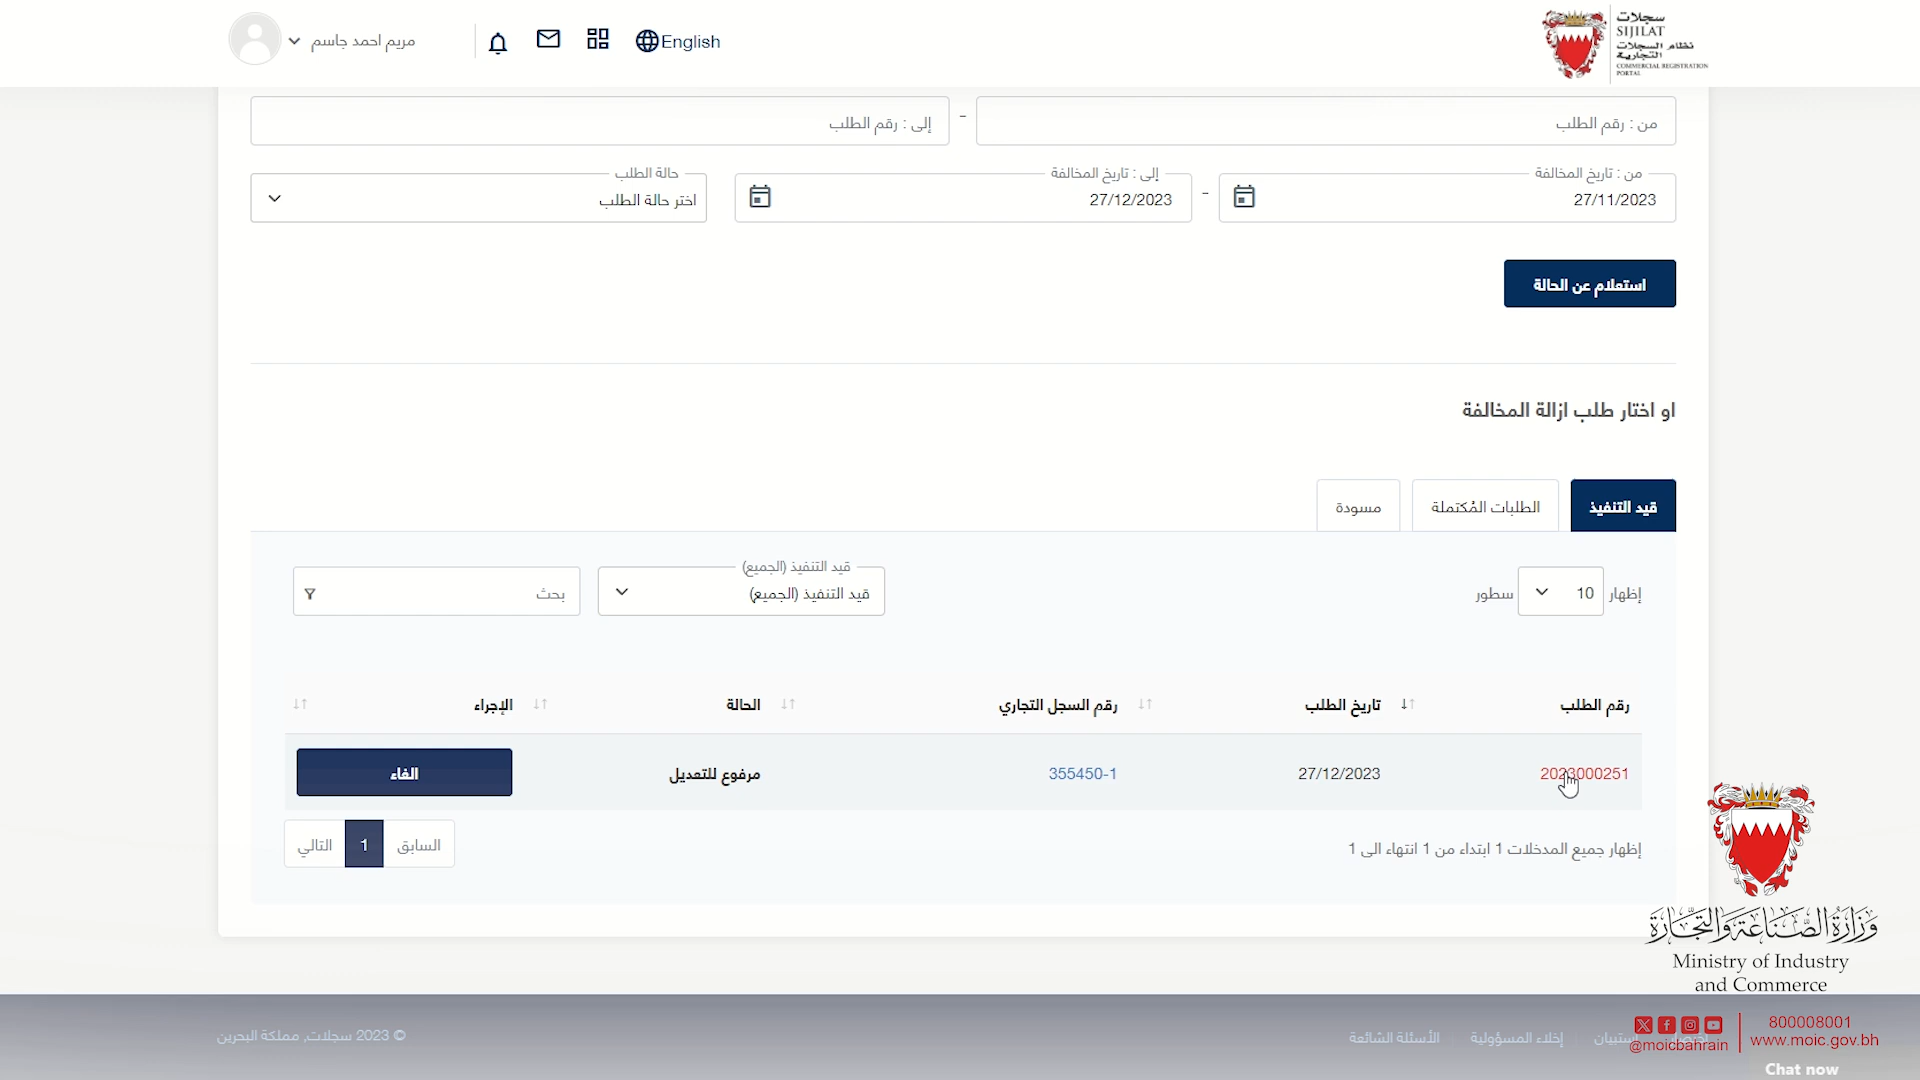 سجلات
SIJILAT
نظام السجلات
التجارية
COMMERCIAL REGISTRATION
PORTAL
English
مريم احمد جاسم
من : رقم الطلب
-
إلى : رقم الطلب
من : تاريخ المخالفة
27/11/2023
-
إلى : تاريخ المخالفة
27/12/2023
حالة الطلب
اختر حالة الطلب
استعلام عن الحالة
او اختار طلب ازالة المخالفة
قيد التنفيذ
الطلبات المُكتملة
مسودة
إظهار 10 سطور
قيد التنفيذ (الجميع)
قيد التنفيذ (الجميع)
بحث
رقم الطلب تاريخ الطلب رقم السجل التجاري الحالة الإجراء
2023000251 27/12/2023 355450-1 مرفوع للتعديل الغاء
إظهار جميع المدخلات 1 ابتداء من 1 انتهاء الى 1
السابق 1 التالي
وزارة الصناعة والتجارة
Ministry of Industry
and Commerce
إخلاء المسؤولية
الأسئلة الشائعة
© 2023 سجلات, مملكة البحرين
@moicbahrain
800008001
www.moic.gov.bh
Chat now